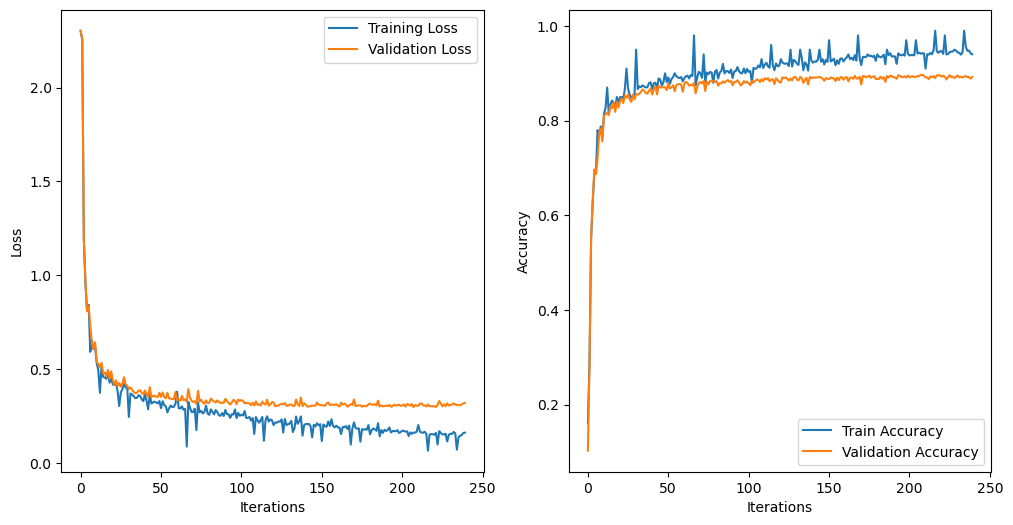 Training Loss
Validation Loss
2.0
1.5
1.0
0.5
0.0
Loss
0
50
100
150
200
250
Iterations
1.0
0.8
0.6
0.4
0.2
Accuracy
Train Accuracy
Validation Accuracy
0
50
100
150
200
250
Iterations